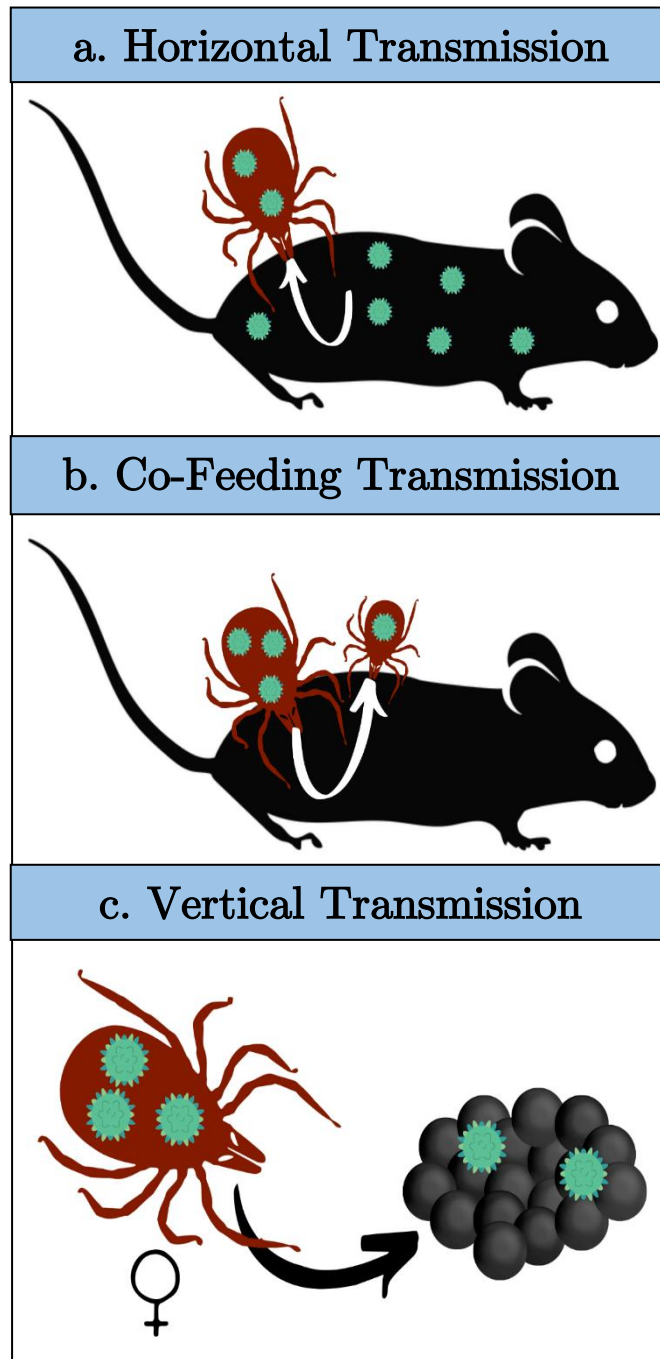 a. Horizontal Transmission
b. Co-Feeding Transmission
c. Vertical Transmission